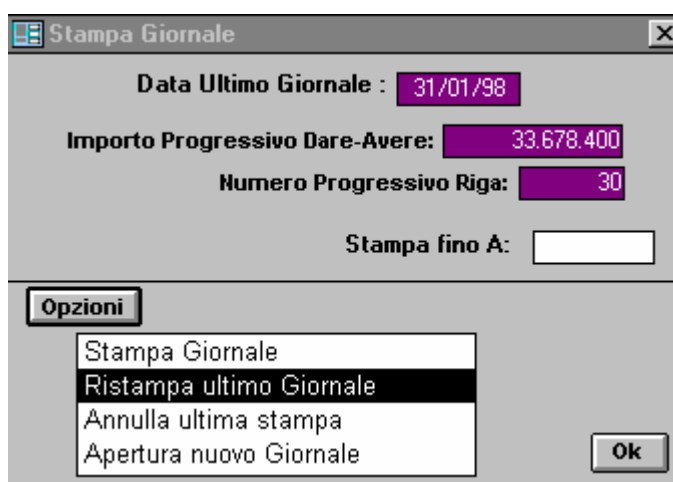 Stampa Giornale
Data Ultimo Giornale : 31/01/98
Importo Progressivo Dare-Avere: 33.678.400
Numero Progressivo Riga: 30
Stampa fino A:
Opzioni
Stampa Giornale
Ristampa ultimo Giornale
Annulla ultima stampa
Apertura nuovo Giornale
Ok